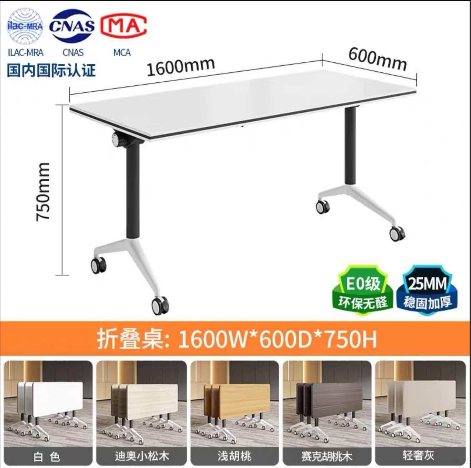 ilac-MRA
CNAS
MA
ILAC-MRA
CNAS
MCA
国内国际认证
1600mm
600mm
750mm
E0级
环保无醛
25MM
稳固加厚
折叠桌: 1600W*600D*750H
白色
迪奥小松木
浅胡桃
赛克胡桃木
轻奢灰